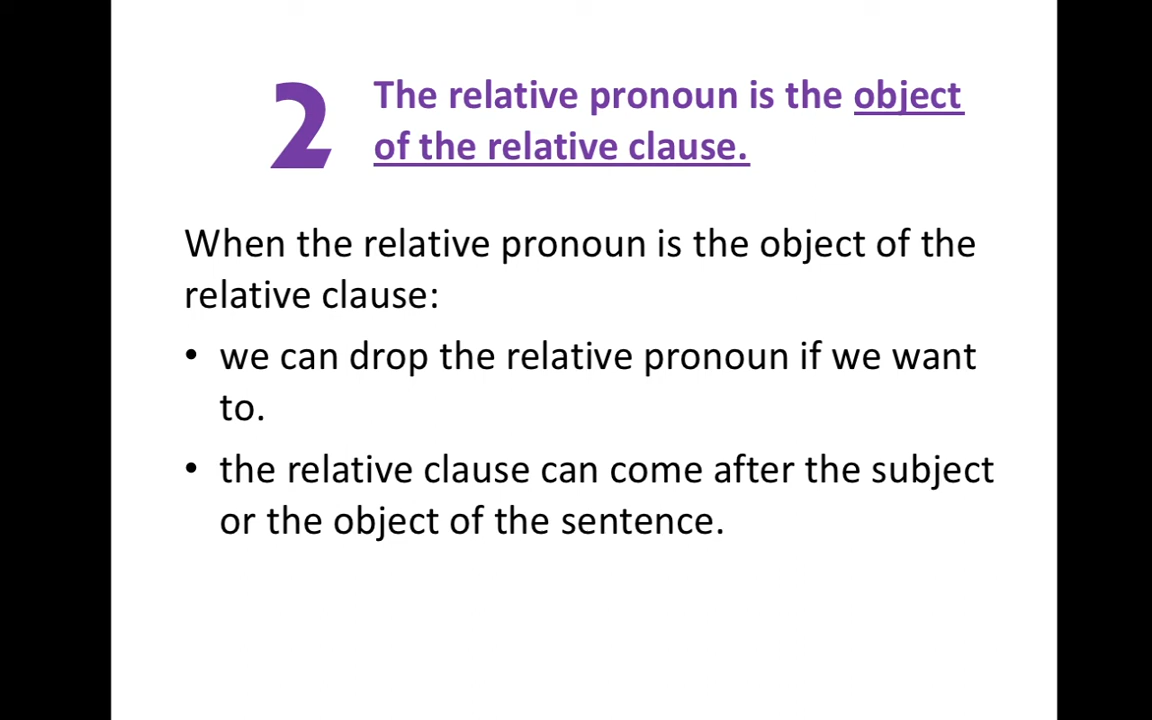 2 The relative pronoun is the object
of the relative clause.
When the relative pronoun is the object of the
relative clause:
• we can drop the relative pronoun if we want
to.
• the relative clause can come after the subject
or the object of the sentence.